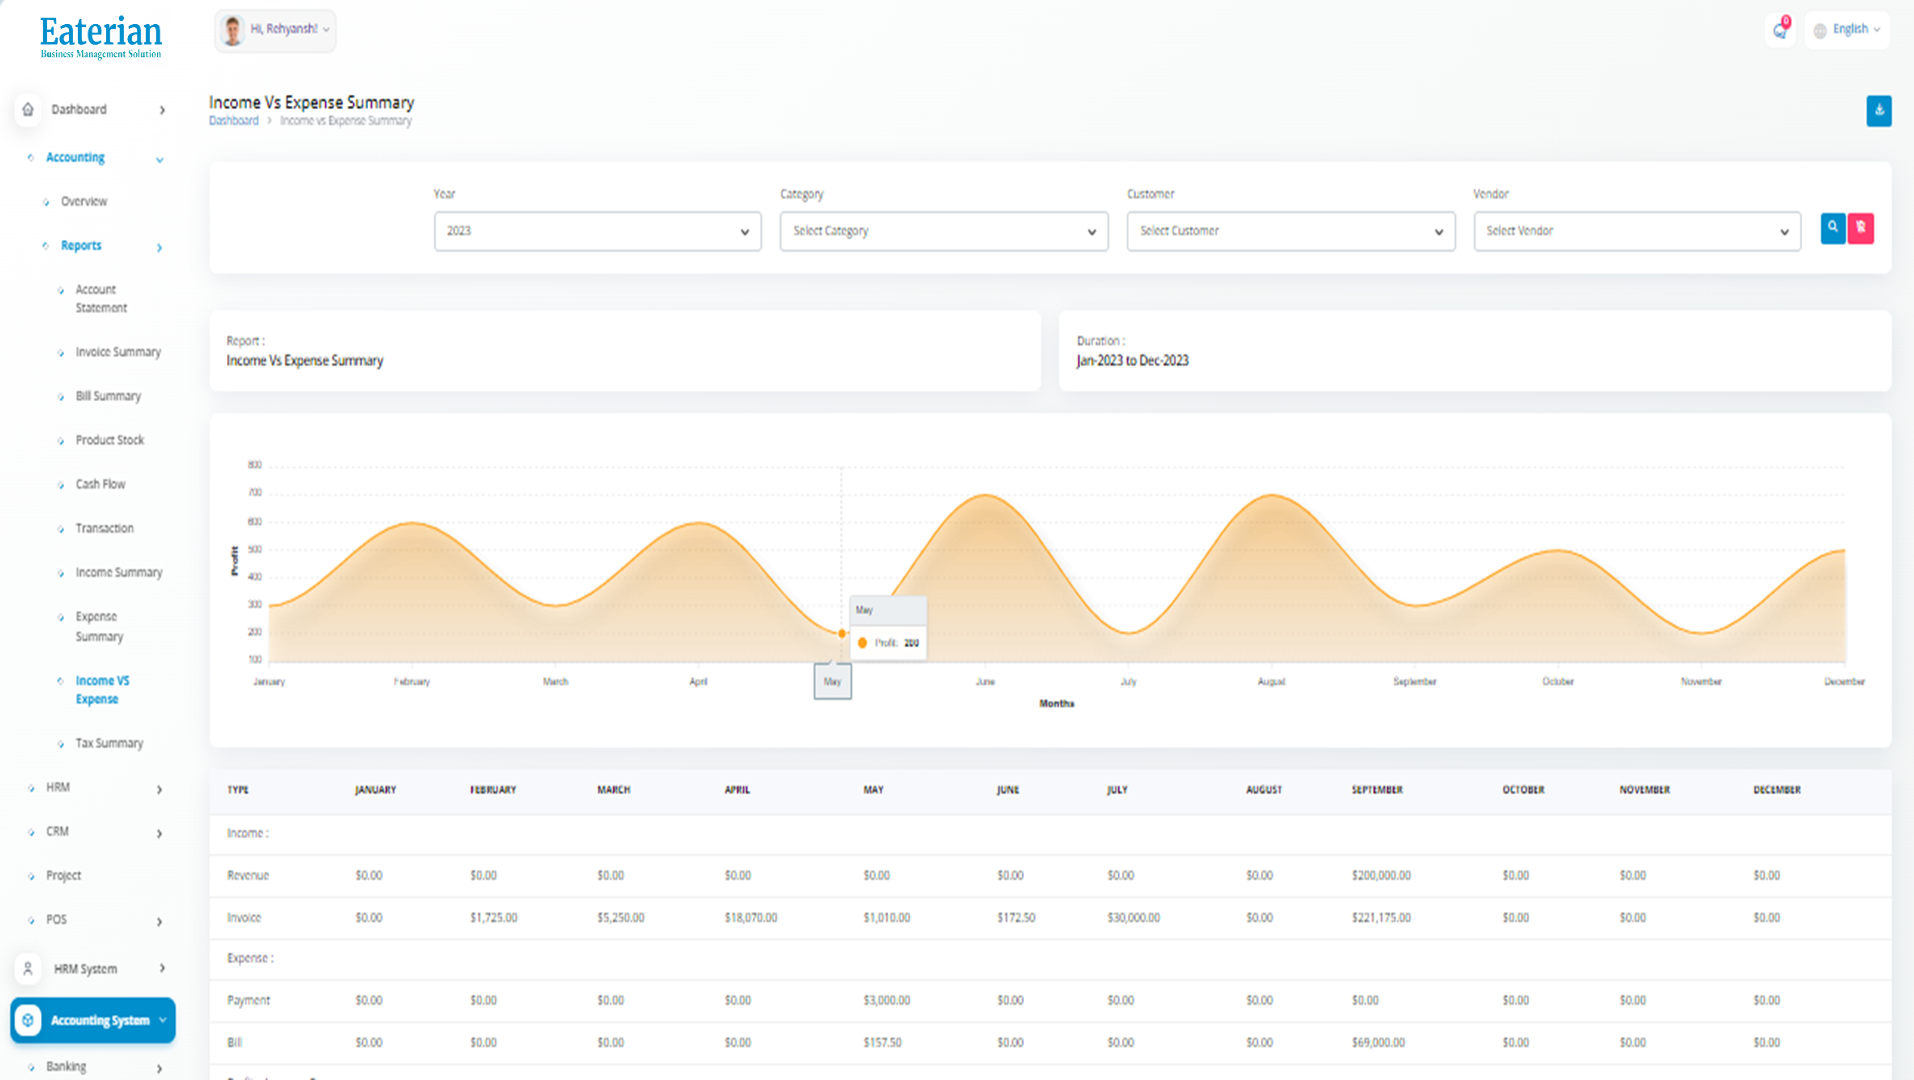 Eaterian
Business Management Solution
Hi, Rehyansh!
0
English
Dashboard
Accounting
Overview
Reports
Account
Statement
Invoice Summary
Bill Summary
Product Stock
Cash Flow
Transaction
Income Summary
Expense
Summary
Income VS
Expense
Tax Summary
HRM
CRM
Project
POS
HRM System
Accounting System
Banking
Income Vs Expense Summary
Dashboard > Income vs Expense Summary
Year
2023
Category
Select Category
Customer
Select Customer
Vendor
Select Vendor
Report :
Income Vs Expense Summary
Duration :
Jan-2023 to Dec-2023
800
700
600
500
400
300
200
100
Profit
May
Profit: 200
January February March April May June July August September October November December
Months
TYPE JANUARY FEBRUARY MARCH APRIL MAY JUNE JULY AUGUST SEPTEMBER OCTOBER NOVEMBER DECEMBER
Income :
Revenue $0.00 $0.00 $0.00 $0.00 $0.00 $0.00 $0.00 $0.00 $200,000.00 $0.00 $0.00 $0.00
Invoice $0.00 $1,725.00 $5,250.00 $18,070.00 $1,010.00 $172.50 $30,000.00 $0.00 $221,175.00 $0.00 $0.00 $0.00
Expense :
Payment $0.00 $0.00 $0.00 $0.00 $3,000.00 $0.00 $0.00 $0.00 $0.00 $0.00 $0.00 $0.00
Bill $0.00 $0.00 $0.00 $0.00 $157.50 $0.00 $0.00 $0.00 $69,000.00 $0.00 $0.00 $0.00